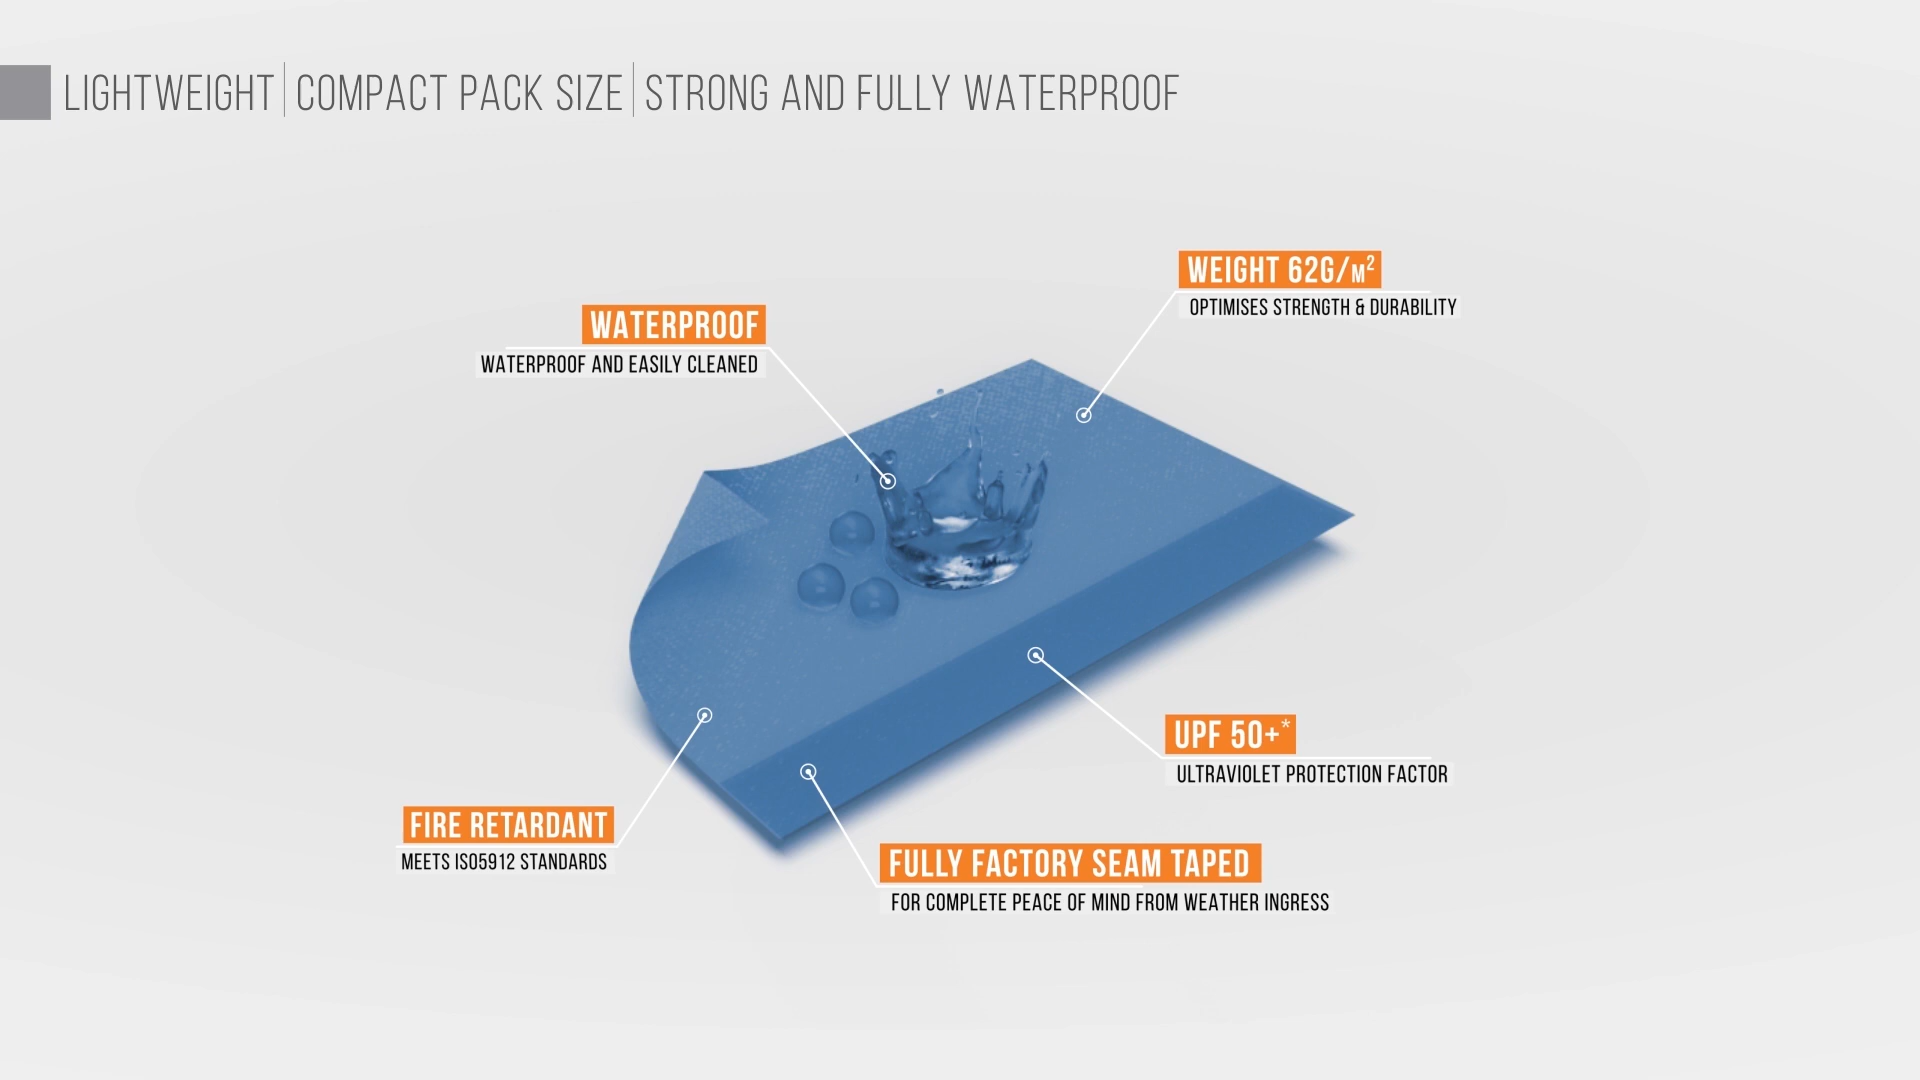 LIGHTWEIGHT | COMPACT PACK SIZE | STRONG AND FULLY WATERPROOF
WEIGHT 62G/M²
OPTIMISES STRENGTH & DURABILITY
WATERPROOF
WATERPROOF AND EASILY CLEANED
UPF 50+*
ULTRAVIOLET PROTECTION FACTOR
FIRE RETARDANT
MEETS ISO5912 STANDARDS
FULLY FACTORY SEAM TAPED
FOR COMPLETE PEACE OF MIND FROM WEATHER INGRESS